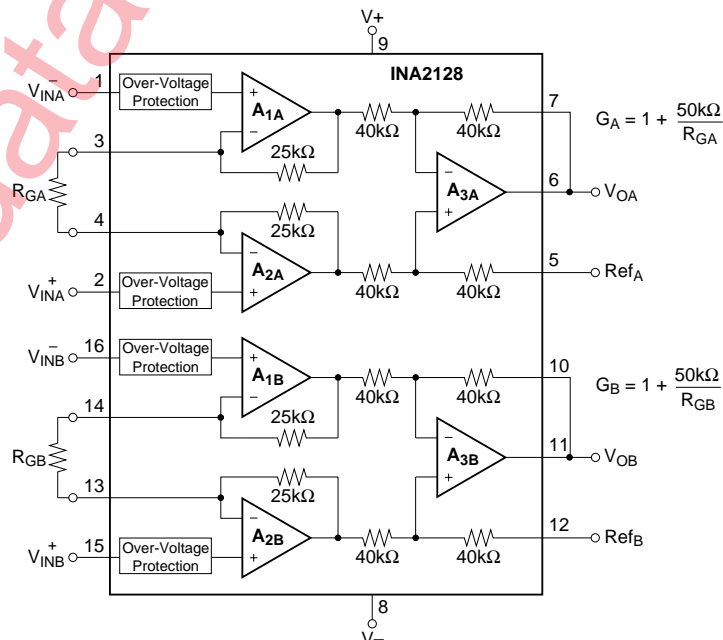 V+
9
INA2128
V−INA
1
Over-Voltage
Protection
A1A
40kΩ
40kΩ
7
GA = 1 + 50kΩ/RGA
3
25kΩ
RGA
A3A
6
VOA
4
25kΩ
V+INA
2
Over-Voltage
Protection
A2A
40kΩ
40kΩ
5
RefA
V−INB
16
Over-Voltage
Protection
A1B
40kΩ
40kΩ
10
GB = 1 + 50kΩ/RGB
14
25kΩ
RGB
A3B
11
VOB
13
25kΩ
V+INB
15
Over-Voltage
Protection
A2B
40kΩ
40kΩ
12
RefB
8
V−
ata